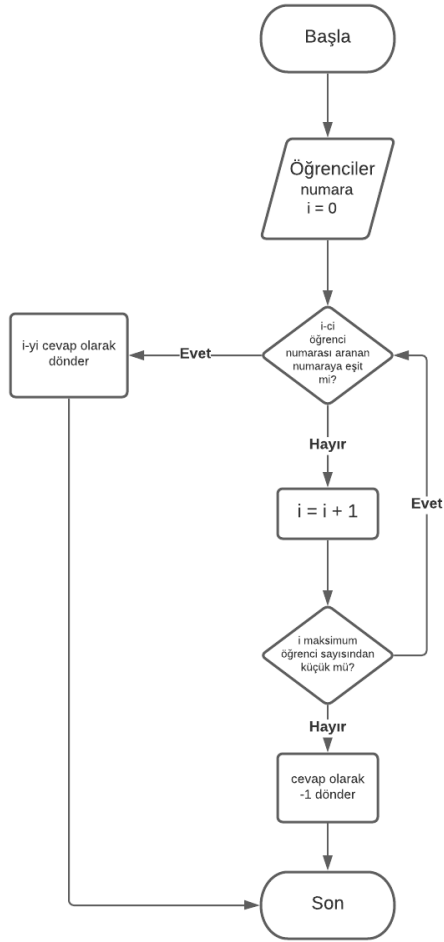 Başla
Öğrenciler
numara
i = 0
i-ci
öğrenci
numarası aranan
numaraya eşit
mi?
Evet
i-yi cevap olarak
dönder
Hayır
i = i + 1
Evet
i maksimum
öğrenci sayısından
küçük mü?
Hayır
cevap olarak
-1 dönder
Son